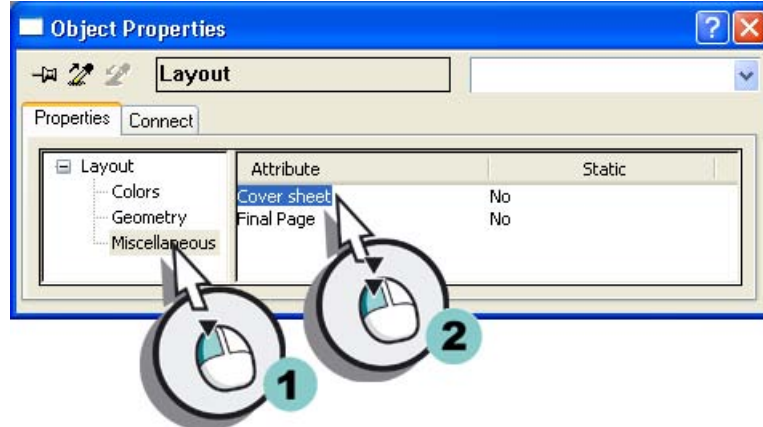 Object Properties
Layout
Properties Connect
Layout Attribute Static
Colors Cover sheet No
Geometry Final Page No
Miscellaneous
1
2